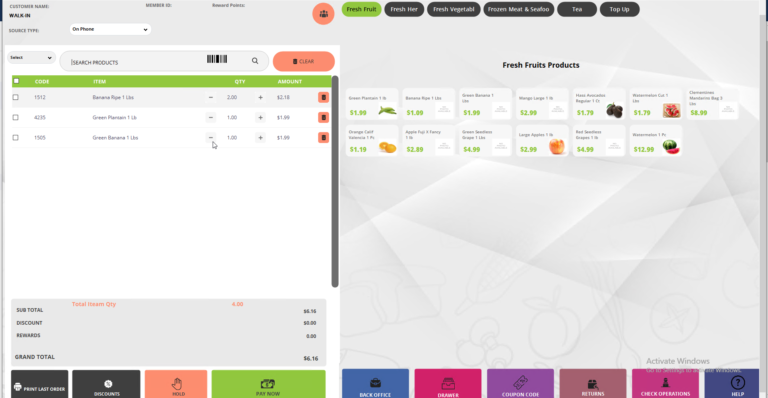 CUSTOMER NAME:
MEMBER ID:
Reward Points:
WALK-IN
SOURCE TYPE:
On Phone
Fresh Fruit
Fresh Her
Fresh Vegetabl
Frozen Meat & Seafoo
Tea
Top Up
Select
SEARCH PRODUCTS
CLEAR
CODE ITEM QTY AMOUNT
1512 Banana Ripe 1 Lbs − 2.00 + $2.18
4235 Green Plantain 1 Lb − 1.00 + $1.99
1505 Green Banana 1 Lbs − 1.00 + $1.99
Total Iteam Qty 4.00
SUB TOTAL $6.16
DISCOUNT $0.00
REWARDS 0.00
GRAND TOTAL $6.16
PRINT LAST ORDER
DISCOUNTS
HOLD
PAY NOW
Fresh Fruits Products
Green Plantain 1 lb
$1.99
Banana Ripe 1 Lbs
$1.09
Green Banana 1
Lbs
$1.99
Mango Large 1 lb
$2.99
Hass Avocados
Regular 1 Ct
$1.79
Watermelon Cut 1
Lbs
$1.79
Clementines
Mandarins Bag 3
Lbs
$8.99
Orange Calif
Valencia 1 Pc
$1.19
Apple Fuji X Fancy
1 lb
$2.89
Green Seedless
Grape 1 Lbs
$4.99
Large Apples 1 lb
$2.99
Red Seedless
Grapes 1 lb
$4.99
Watermelon 1 Pc
$12.99
Activate Windows
Go to Settings to activate Windows.
BACK OFFICE
DRAWER
COUPON CODE
RETURNS
CHECK OPERATIONS
HELP